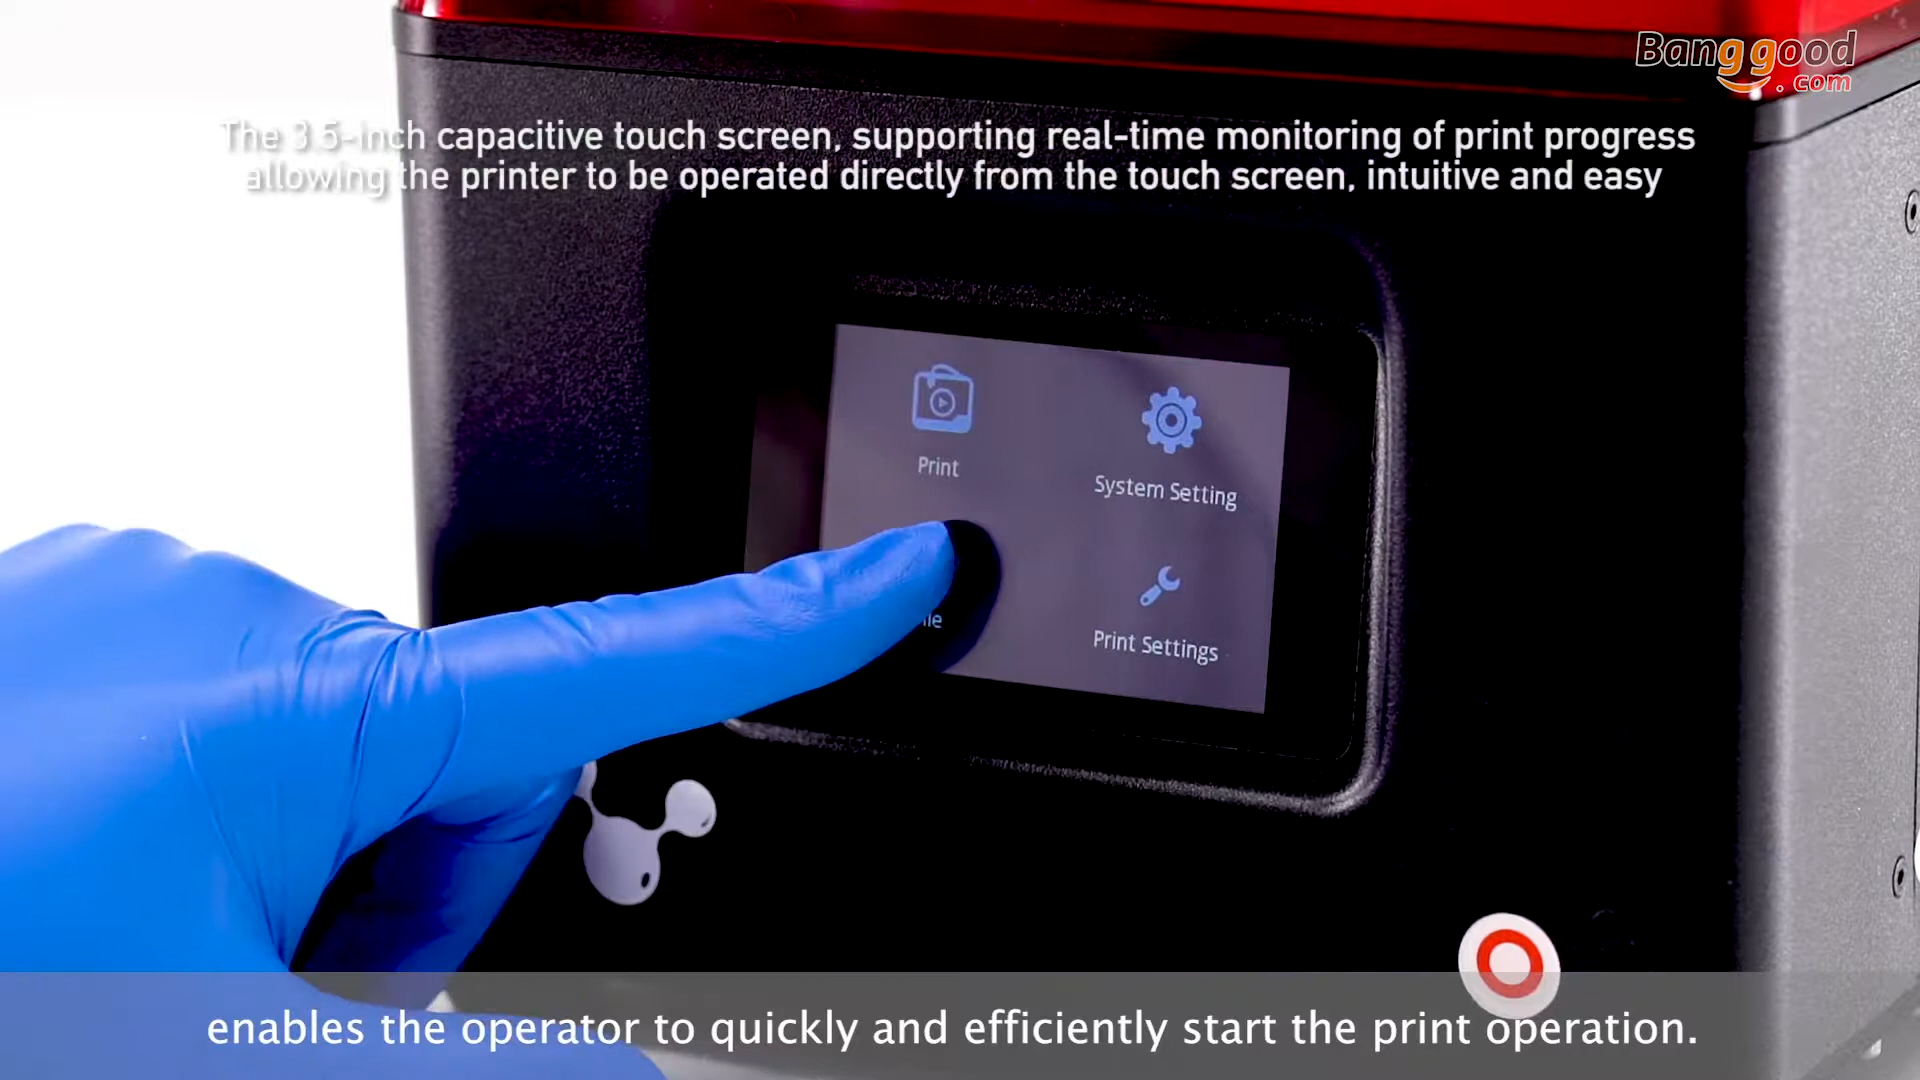 Banggood
.com
The 3.5-inch capacitive touch screen, supporting real-time monitoring of print progress
allowing the printer to be operated directly from the touch screen, intuitive and easy
Print
System Setting
Print Settings
enables the operator to quickly and efficiently start the print operation.